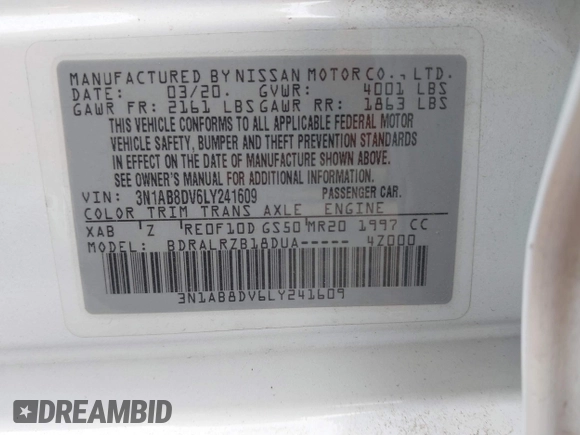 MANUFACTURED BY NISSAN MOTOR CO., LTD.
DATE: 03/20. GVWR: 4001 LBS
GAWR FR: 2161 LBS GAWR RR: 1863 LBS
THIS VEHICLE CONFORMS TO ALL APPLICABLE FEDERAL MOTOR
VEHICLE SAFETY, BUMPER AND THEFT PREVENTION STANDARDS
IN EFFECT ON THE DATE OF MANUFACTURE SHOWN ABOVE.
SEE OWNER'S MANUAL FOR ADDITIONAL INFORMATION.
VIN: 3N1AB8DV6LY241609 PASSENGER CAR.
COLOR TRIM TRANS AXLE ENGINE
XAB Z RE0F10D GS50 MR20 1997 CC
MODEL: BDRALRZB18DUA----- 4Z000
3N1AB8DV6LY241609
DREAMBID